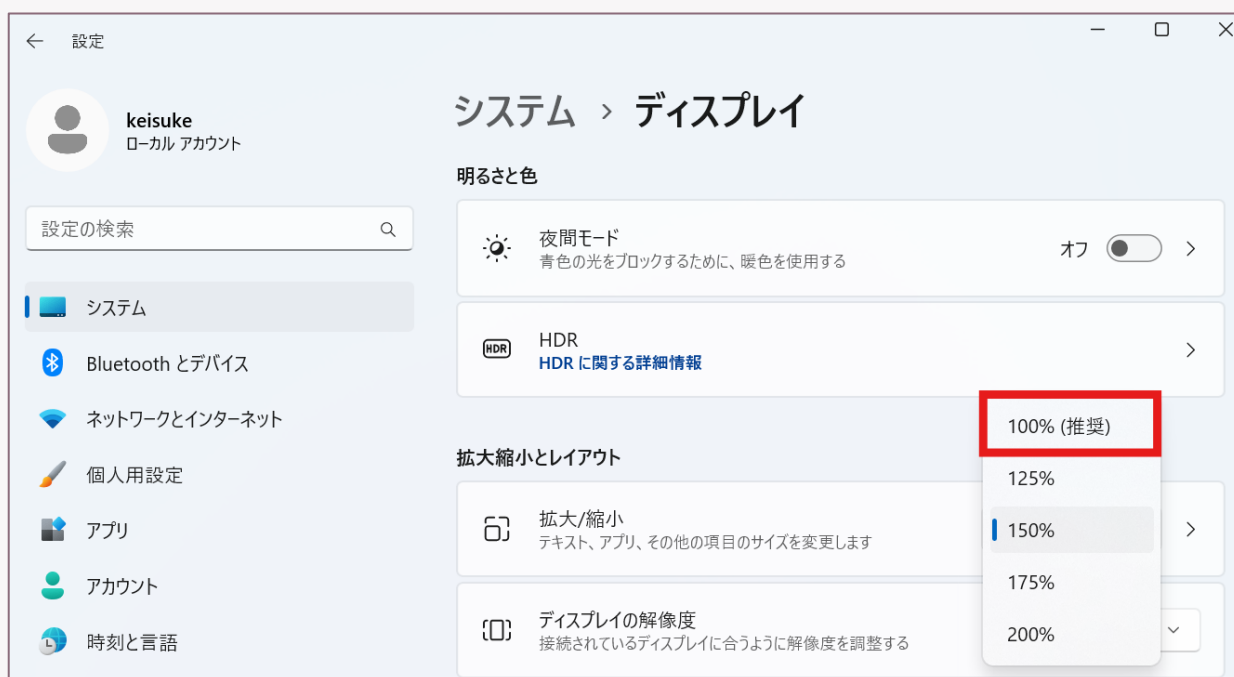 設定
keisuke
ローカル アカウント
設定の検索
システム
Bluetooth とデバイス
ネットワークとインターネット
個人用設定
アプリ
アカウント
時刻と言語
システム › ディスプレイ
明るさと色
夜間モード
青色の光をブロックするために、暖色を使用する
オフ
HDR
HDR
HDR に関する詳細情報
拡大縮小とレイアウト
拡大/縮小
テキスト、アプリ、その他の項目のサイズを変更します
ディスプレイの解像度
接続されているディスプレイに合うように解像度を調整する
100% (推奨)
125%
150%
175%
200%